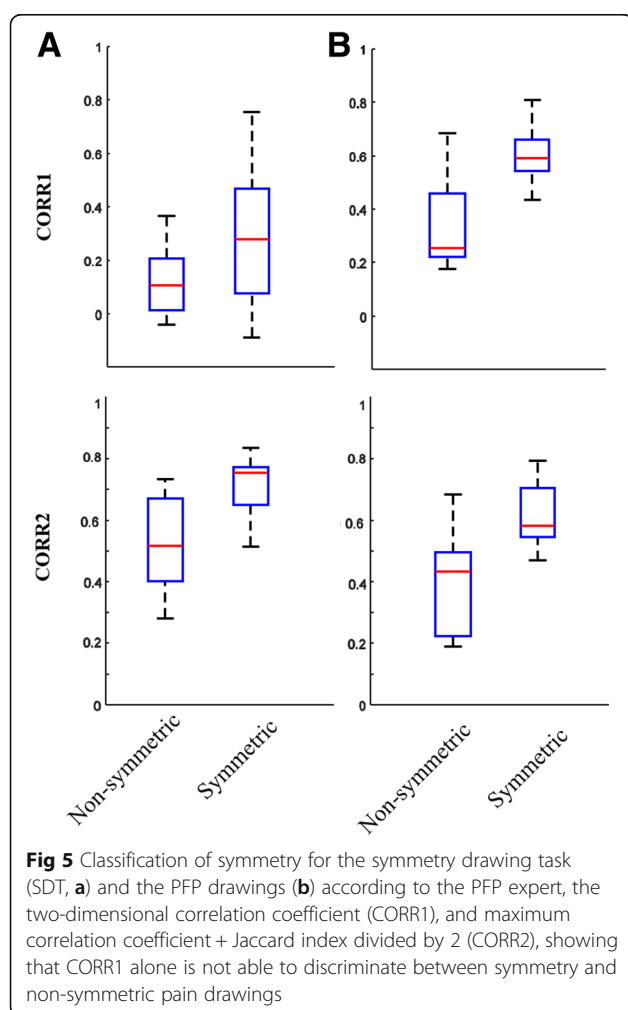 A
B
1
0.8
0.6
0.4
0.2
0
CORR1
1
0.8
0.6
0.4
0.2
0
1
0.8
0.6
0.4
0.2
0
CORR2
1
0.8
0.6
0.4
0.2
0
Non-symmetric
Symmetric
Non-symmetric
Symmetric
Fig 5 Classification of symmetry for the symmetry drawing task
(SDT, a) and the PFP drawings (b) according to the PFP expert, the
two-dimensional correlation coefficient (CORR1), and maximum
correlation coefficient + Jaccard index divided by 2 (CORR2), showing
that CORR1 alone is not able to discriminate between symmetry and
non-symmetric pain drawings